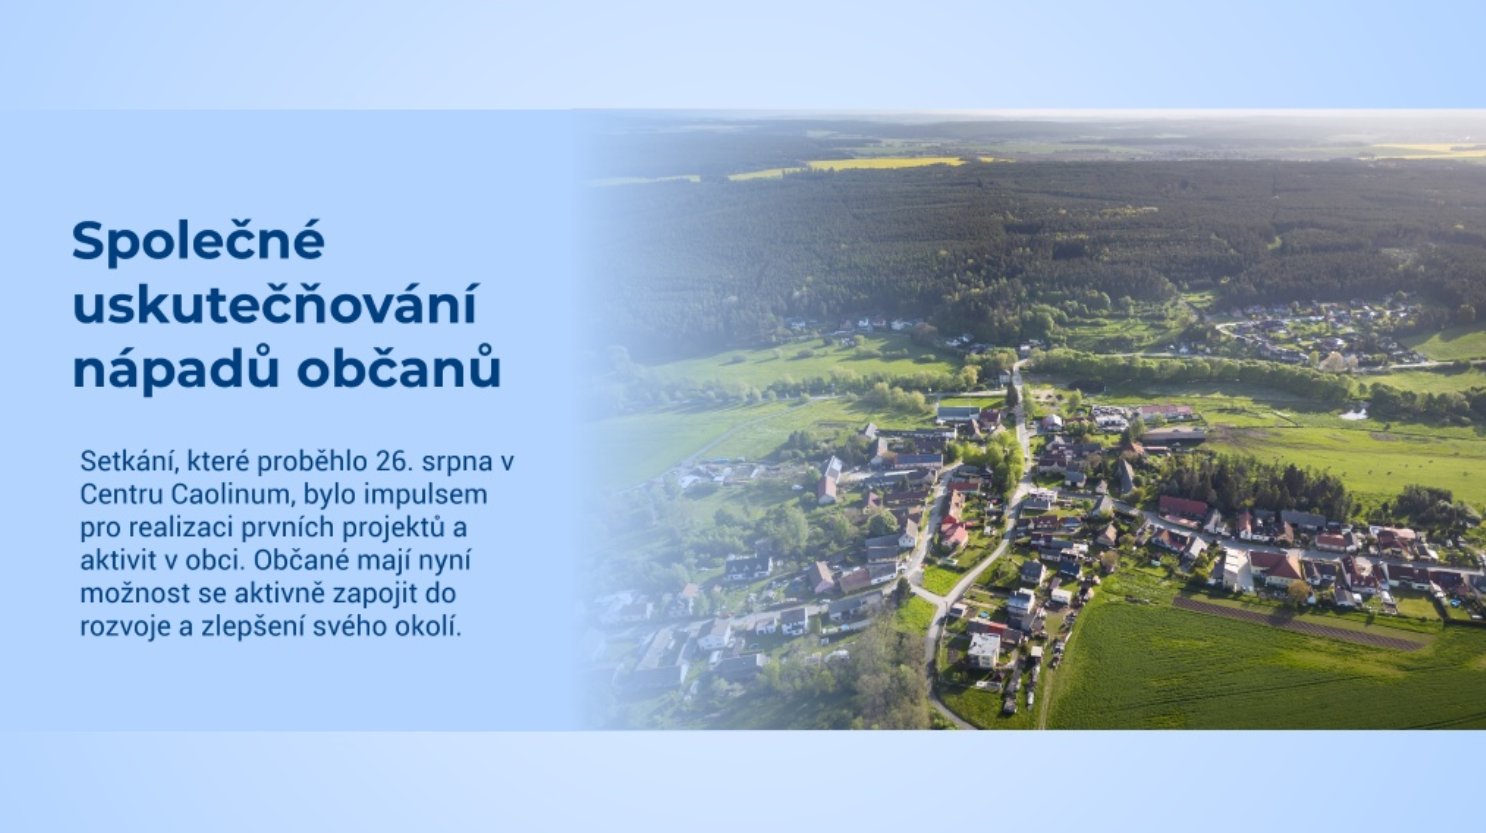 Společné
uskutečňování
nápadů občanů
Setkání, které proběhlo 26. srpna v
Centru Caolinum, bylo impulsem
pro realizaci prvních projektů a
aktivit v obci. Občané mají nyní
možnost se aktivně zapojit do
rozvoje a zlepšení svého okolí.